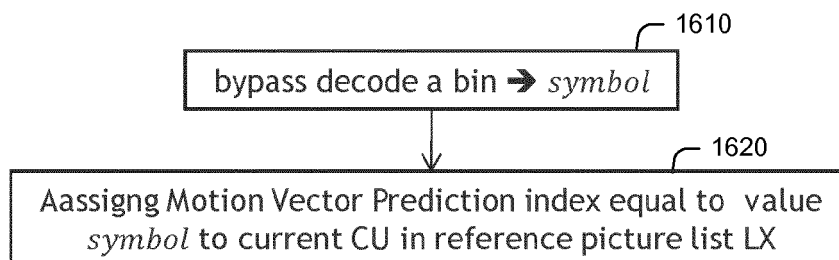 1610
bypass decode a bin ➔ symbol
1620
Aassigng Motion Vector Prediction index equal to value
symbol to current CU in reference picture list LX